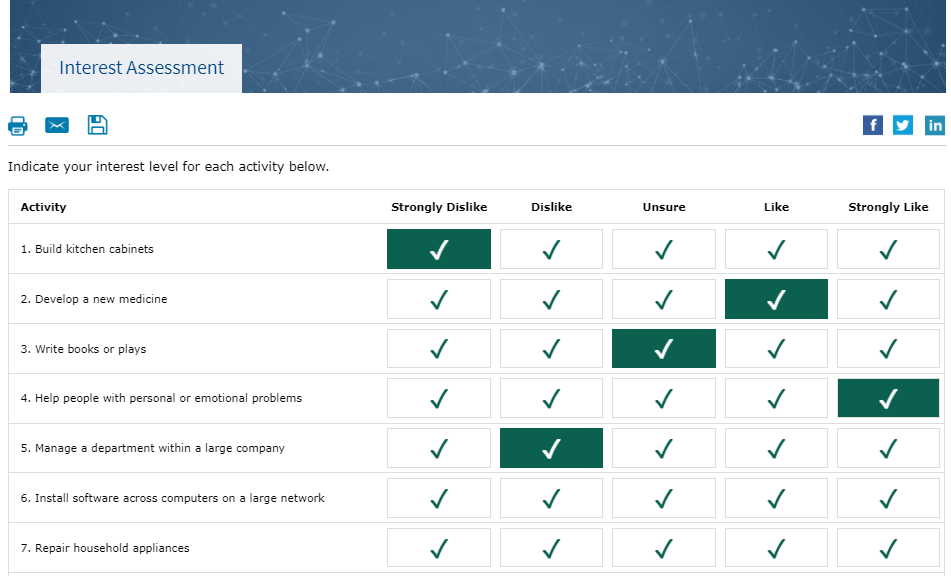 Interest Assessment
f in
Indicate your interest level for each activity below.
Activity Strongly Dislike Dislike Unsure Like Strongly Like
1. Build kitchen cabinets
2. Develop a new medicine
3. Write books or plays
4. Help people with personal or emotional problems
5. Manage a department within a large company
6. Install software across computers on a large network
7. Repair household appliances